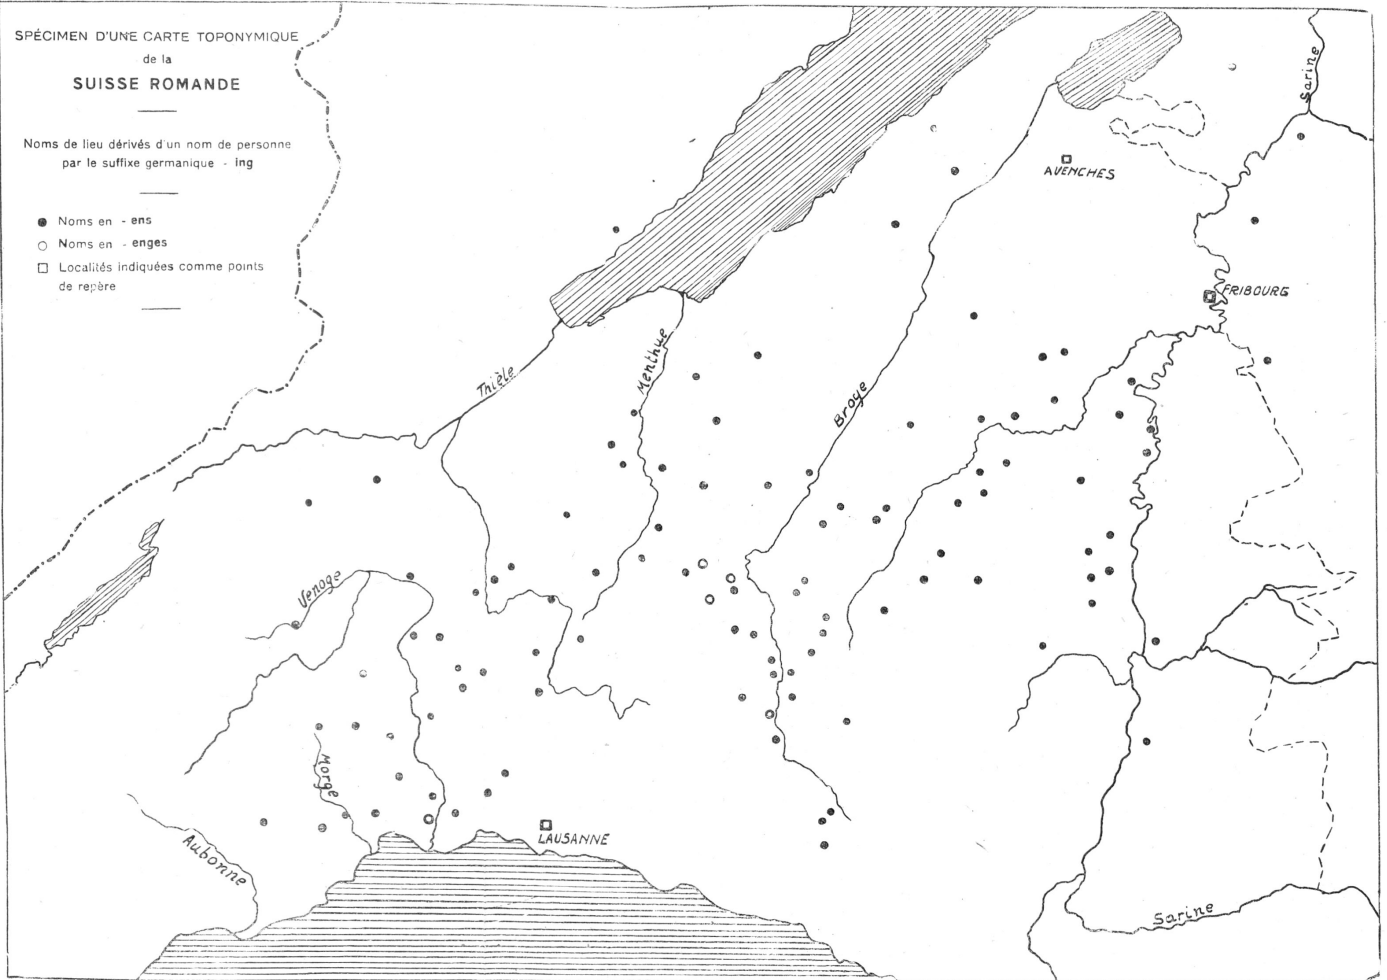 SPÉCIMEN D'UNE CARTE TOPONYMIQUE
de la
SUISSE ROMANDE
Noms de lieu dérivés d'un nom de personne
par le suffixe germanique - ing
Noms en - ens
Noms en - enges
Localités indiquées comme points
de repère
Sarine
AVENCHES
FRIBOURG
Thièle
Menthue
Broye
Venoge
Morge
Aubonne
LAUSANNE
Sarine